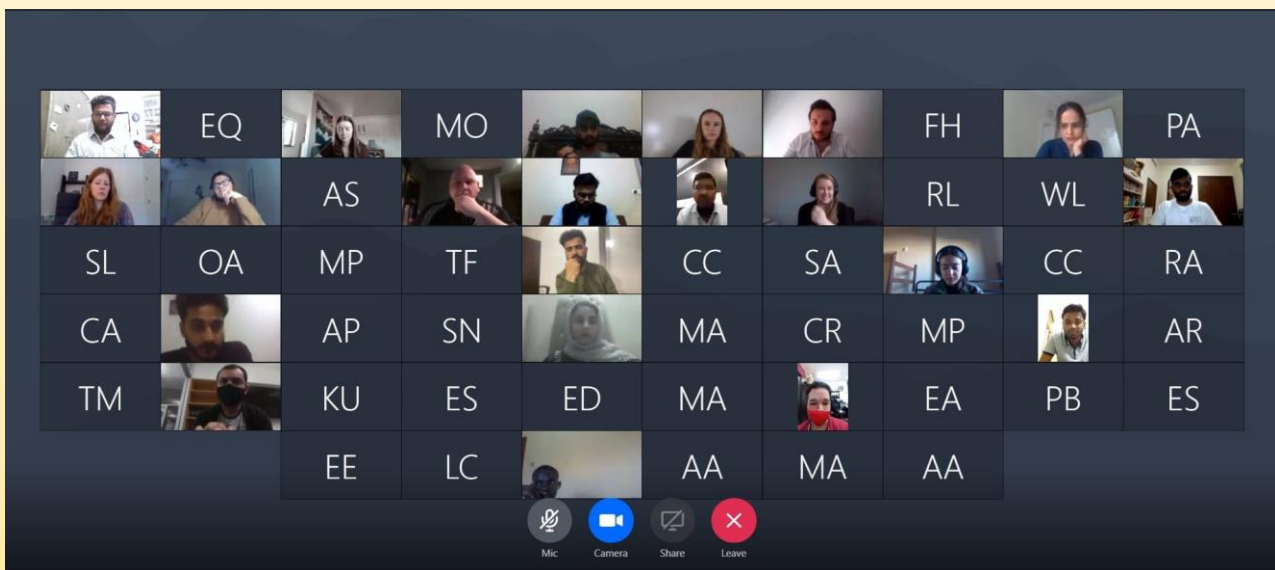 EQ MO FH PA
AS RL WL
SL OA MP TF CC SA CC RA
CA AP SN MA CR MP AR
TM KU ES ED MA EA PB ES
EE LC AA MA AA
Mic Camera Share Leave